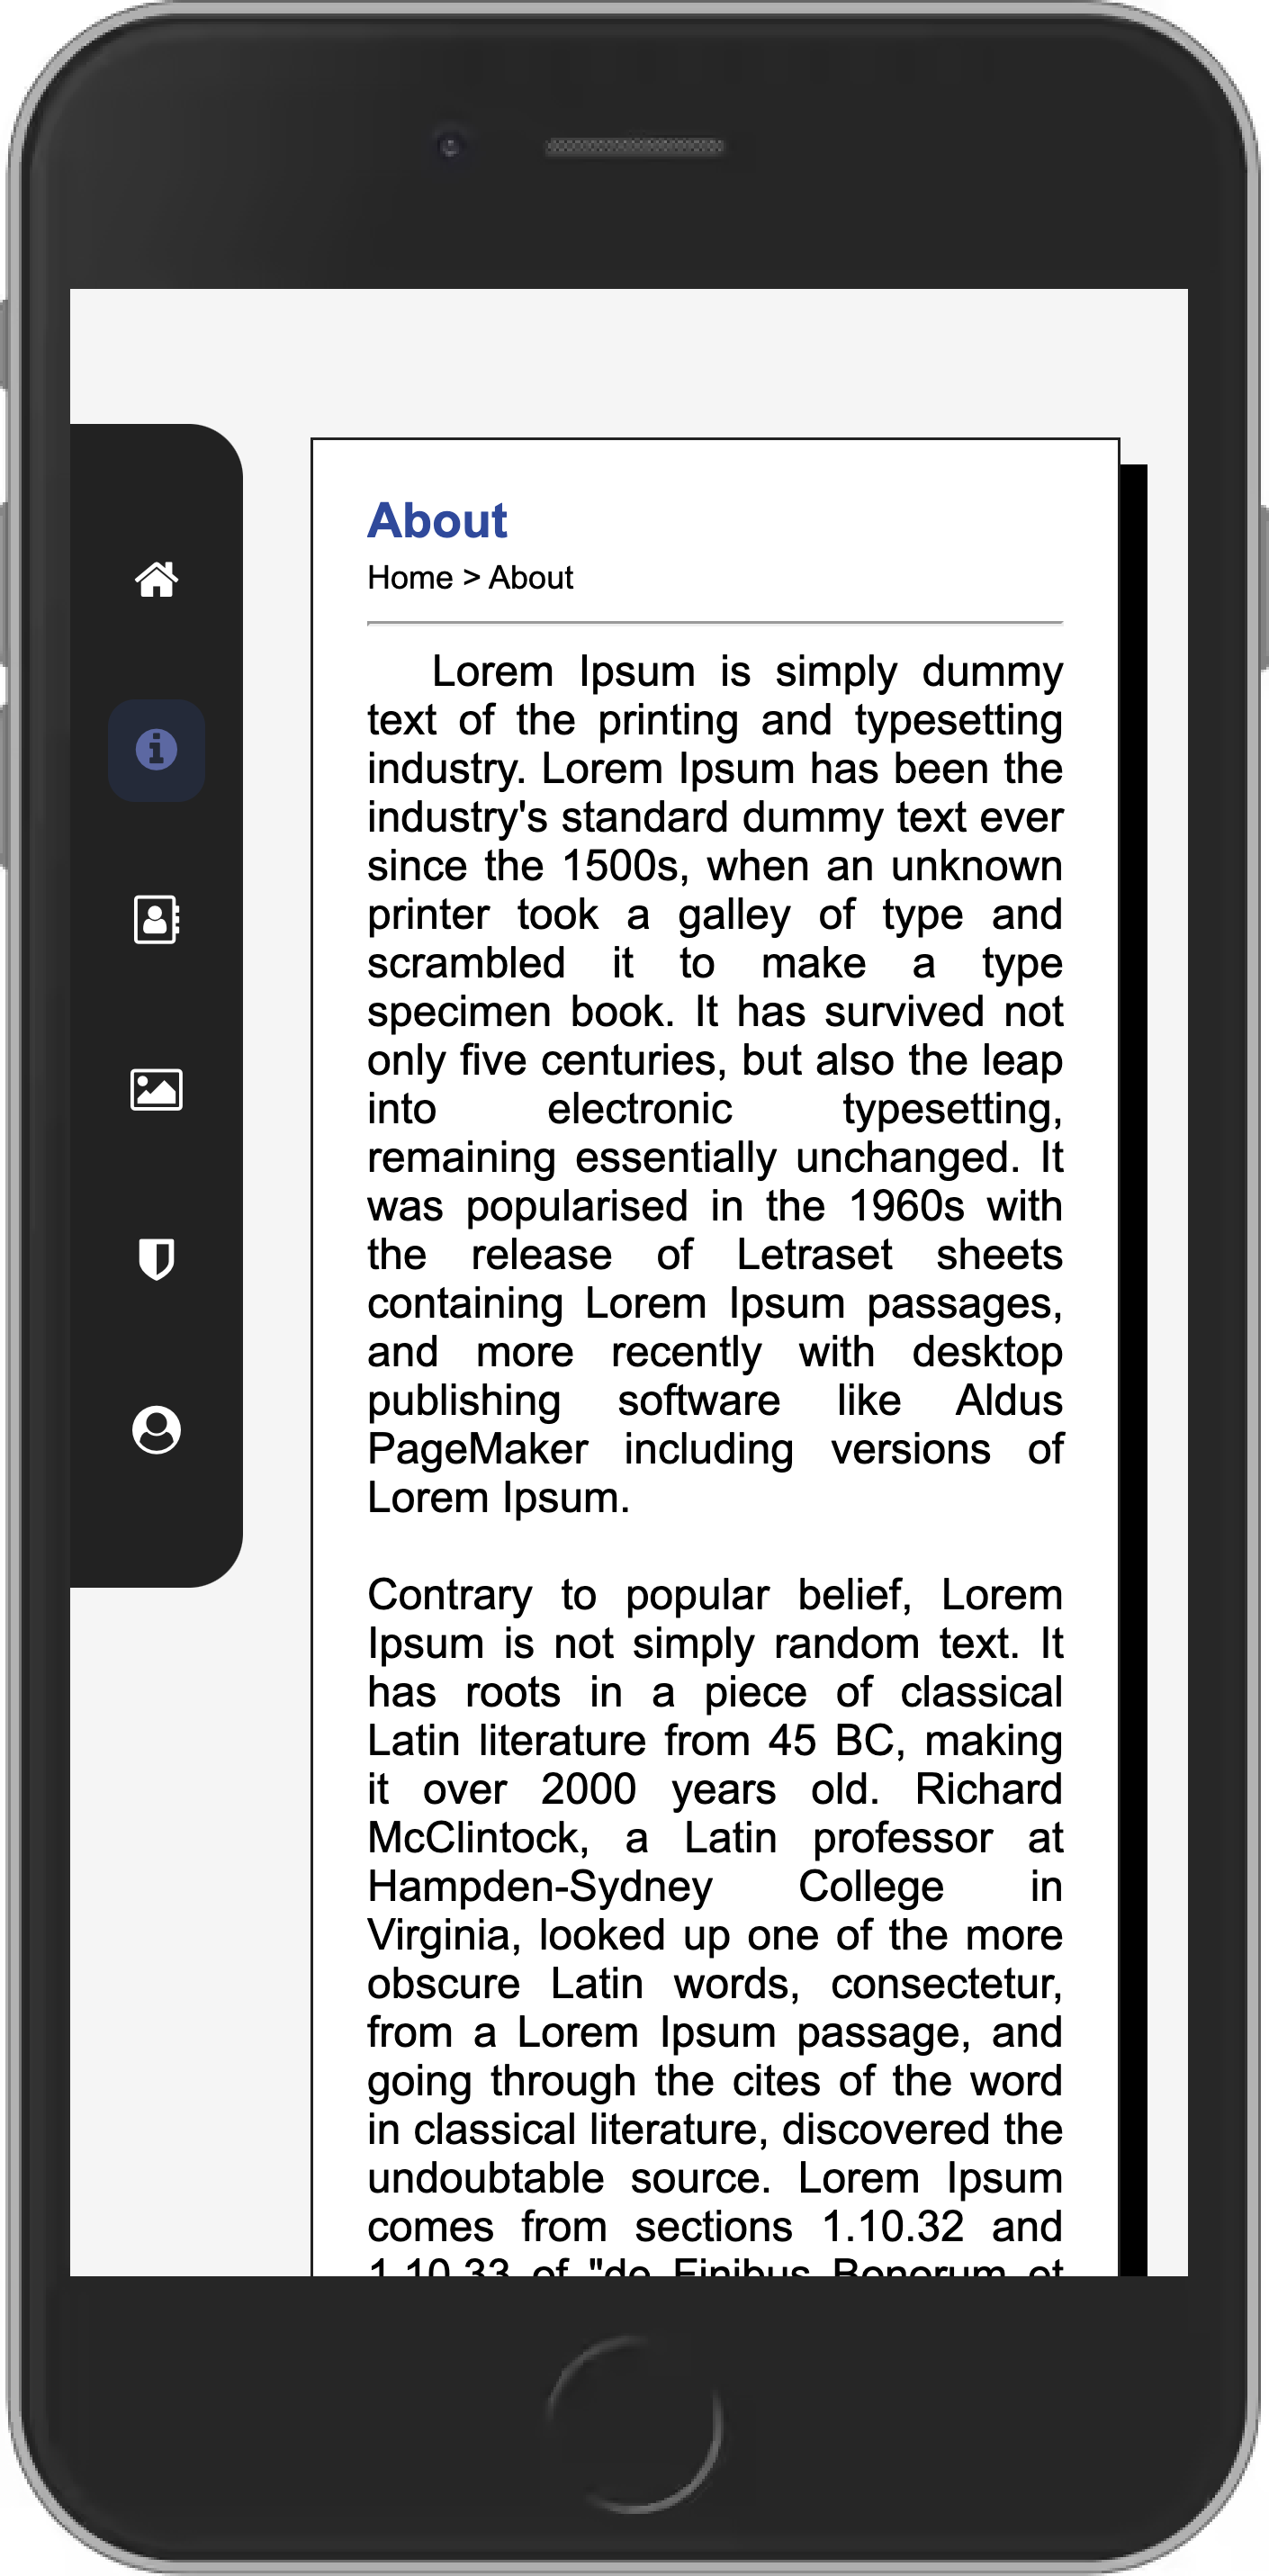 About
Home > About
Lorem Ipsum is simply dummy
text of the printing and typesetting
industry. Lorem Ipsum has been the
industry's standard dummy text ever
since the 1500s, when an unknown
printer took a galley of type and
scrambled it to make a type
specimen book. It has survived not
only five centuries, but also the leap
into electronic typesetting,
remaining essentially unchanged. It
was popularised in the 1960s with
the release of Letraset sheets
containing Lorem Ipsum passages,
and more recently with desktop
publishing software like Aldus
PageMaker including versions of
Lorem Ipsum.
Contrary to popular belief, Lorem
Ipsum is not simply random text. It
has roots in a piece of classical
Latin literature from 45 BC, making
it over 2000 years old. Richard
McClintock, a Latin professor at
Hampden-Sydney College in
Virginia, looked up one of the more
obscure Latin words, consectetur,
from a Lorem Ipsum passage, and
going through the cites of the word
in classical literature, discovered the
undoubtable source. Lorem Ipsum
comes from sections 1.10.32 and
1.10.33 of "de Finibus Bonorum et